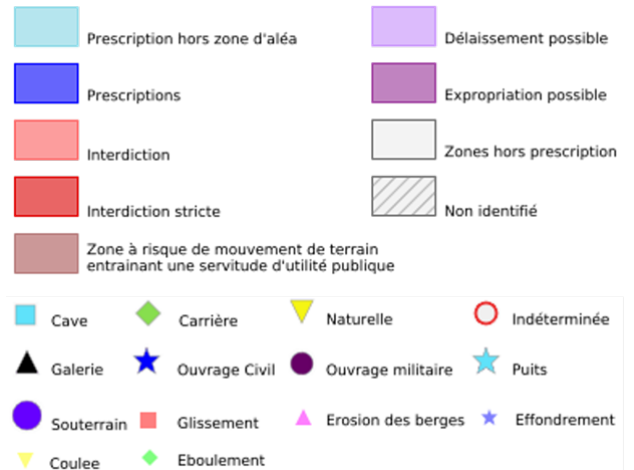 Prescription hors zone d'aléa
Délaissement possible
Prescriptions
Expropriation possible
Interdiction
Zones hors prescription
Interdiction stricte
Non identifié
Zone à risque de mouvement de terrain
entrainant une servitude d'utilité publique
Cave
Carrière
Naturelle
Indéterminée
Galerie
Ouvrage Civil
Ouvrage militaire
Puits
Souterrain
Glissement
Erosion des berges
Effondrement
Coulee
Eboulement